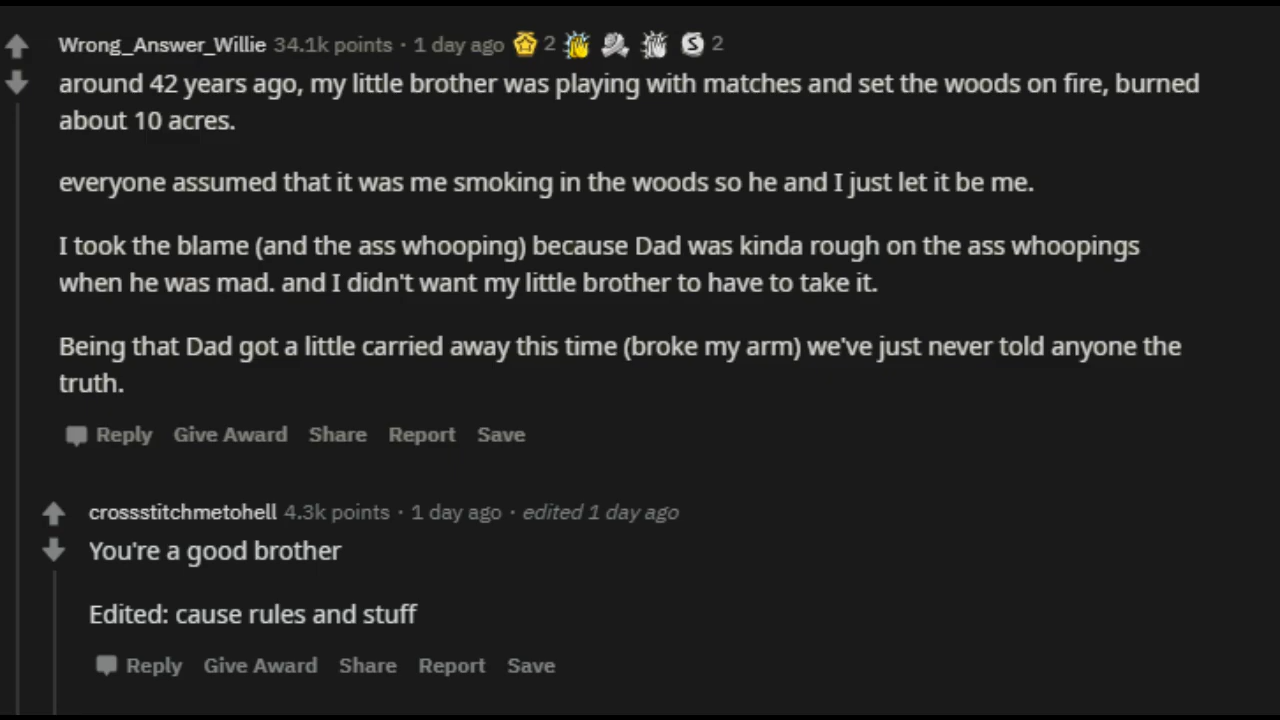 Wrong_Answer_Willie 34.1k points · 1 day ago 2 S 2
around 42 years ago, my little brother was playing with matches and set the woods on fire, burned
about 10 acres.
everyone assumed that it was me smoking in the woods so he and I just let it be me.
I took the blame (and the ass whooping) because Dad was kinda rough on the ass whoopings
when he was mad. and I didn't want my little brother to have to take it.
Being that Dad got a little carried away this time (broke my arm) we've just never told anyone the
truth.
Reply Give Award Share Report Save
crossstitchmetohell 4.3k points · 1 day ago · edited 1 day ago
You're a good brother
Edited: cause rules and stuff
Reply Give Award Share Report Save